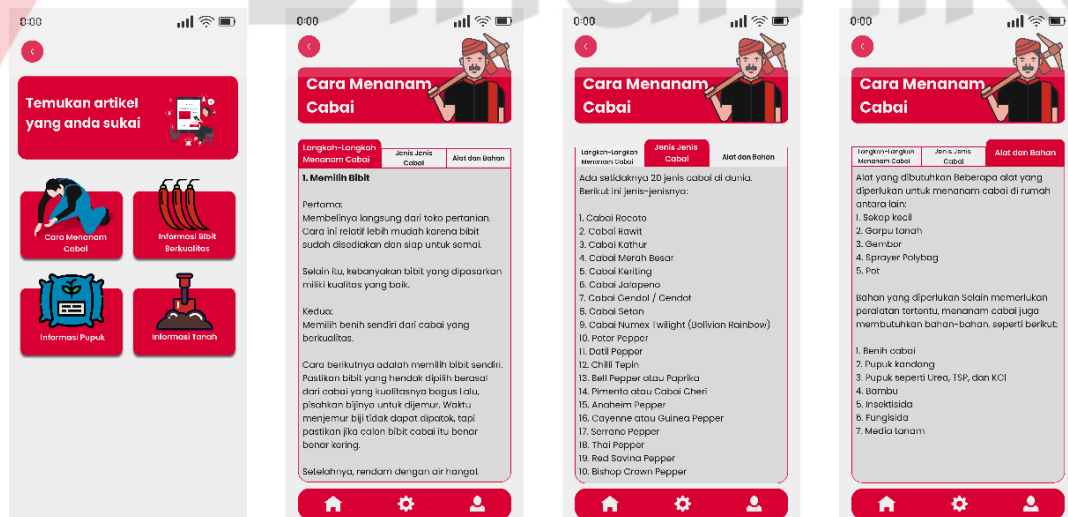 0:00
Temukan artikel
yang anda sukai
Cara Menanam
Cabai
Informasi Bibit
Berkualitas
Informasi Pupuk
Informasi Tanah
0:00
Cara Menanam
Cabai
Langkah-Langkah
Menanam Cabai
Jenis Jenis
Cabai
Alat dan Bahan
1. Memilih Bibit
Pertama:
Membelinya langsung dari toko pertanian.
Cara ini relatif lebih mudah karena bibit
sudah disediakan dan siap untuk semai.
Selain itu, kebanyakan bibit yang dipasarkan
miliki kualitas yang baik.
Kedua:
Memilih benih sendiri dari cabai yang
berkualitas.
Cara berikutnya adalah memilih bibit sendiri.
Pastikan bibit yang hendak dipilih berasal
dari cabai yang kualitasnya bagus Lalu,
pisahkan bijinya untuk dijemur. Waktu
menjemur biji tidak dapat dipatok, tapi
pastikan jika calon bibit cabai itu benar
benar kering.
Setelahnya, rendam dengan air hangat
0:00
Cara Menanam
Cabai
Langkah-Langkah
Menanam Cabai
Jenis Jenis
Cabai
Alat dan Bahan
Ada setidaknya 20 jenis cabai di dunia.
Berikut ini jenis-jenisnya:
1. Cabai Rocoto
2. Cabai Rawit
3. Cabai Kathur
4. Cabai Merah Besar
5. Cabai Keriting
6. Cabai Jalapeno
7. Cabai Gendol / Gendot
8. Cabai Setan
9. Cabai Numex Twilight (Bolivian Rainbow)
10. Peter Pepper
11. Datil Pepper
12. Chilli Tepin
13. Bell Pepper atau Paprika
14. Pimenta atau Cabai Cheri
15. Anaheim Pepper
16. Cayenne atau Guinea Pepper
17. Serrano Pepper
18. Thai Pepper
19. Red Savina Pepper
10. Bishop Crown Pepper
0:00
Cara Menanam
Cabai
Langkah-Langkah
Menanam Cabai
Jenis Jenis
Cabai
Alat dan Bahan
Alat yang dibutuhkan Beberapa alat yang
diperlukan untuk menanam cabai di rumah
antara lain:
1. Sekop kecil
2. Garpu tanah
3. Gembor
4. Sprayer Polybag
5. Pot
Bahan yang diperlukan Selain memerlukan
peralatan tertentu, menanam cabai juga
membutuhkan bahan-bahan. seperti berikut:
1. Benih cabai
2. Pupuk kandang
3. Pupuk seperti Urea, TSP, dan KCl
4. Bambu
5. Insektisida
6. Fungisida
7. Media tanam